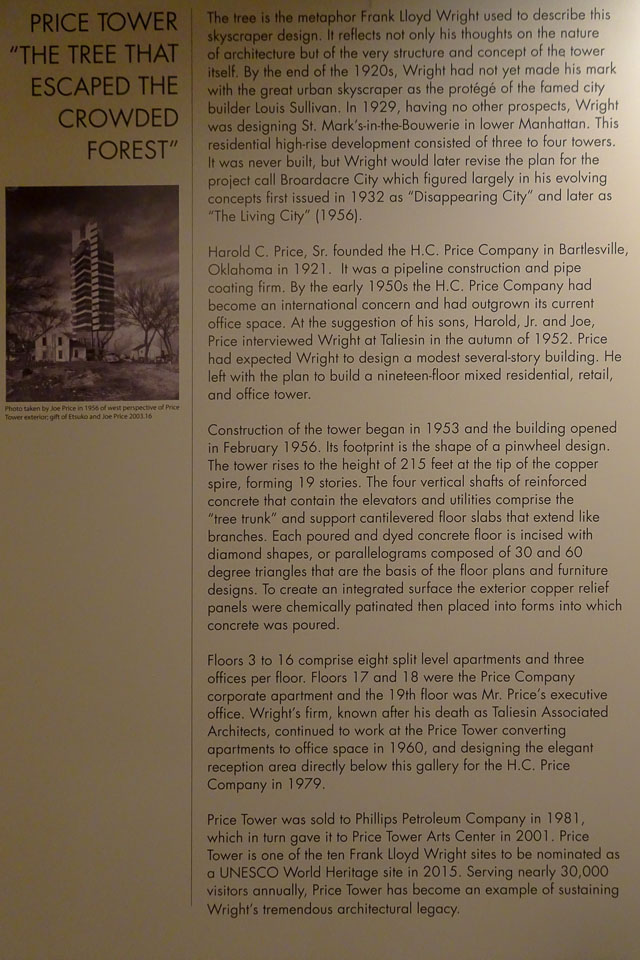 PRICE TOWER
“THE TREE THAT
ESCAPED THE
CROWDED
FOREST”
Photo taken by Joe Price in 1956 of west perspective of Price
Tower exterior; gift of Etsuko and Joe Price 2003.16
The tree is the metaphor Frank Lloyd Wright used to describe this
skyscraper design. It reflects not only his thoughts on the nature
of architecture but of the very structure and concept of the tower
itself. By the end of the 1920s, Wright had not yet made his mark
with the great urban skyscraper as the protégé of the famed city
builder Louis Sullivan. In 1929, having no other prospects, Wright
was designing St. Mark’s-in-the-Bouwerie in lower Manhattan. This
residential high-rise development consisted of three to four towers.
It was never built, but Wright would later revise the plan for the
project call Broardacre City which figured largely in his evolving
concepts first issued in 1932 as “Disappearing City” and later as
“The Living City” (1956).
Harold C. Price, Sr. founded the H.C. Price Company in Bartlesville,
Oklahoma in 1921. It was a pipeline construction and pipe
coating firm. By the early 1950s the H.C. Price Company had
become an international concern and had outgrown its current
office space. At the suggestion of his sons, Harold, Jr. and Joe,
Price interviewed Wright at Taliesin in the autumn of 1952. Price
had expected Wright to design a modest several-story building. He
left with the plan to build a nineteen-floor mixed residential, retail,
and office tower.
Construction of the tower began in 1953 and the building opened
in February 1956. Its footprint is the shape of a pinwheel design.
The tower rises to the height of 215 feet at the tip of the copper
spire, forming 19 stories. The four vertical shafts of reinforced
concrete that contain the elevators and utilities comprise the
“tree trunk” and support cantilevered floor slabs that extend like
branches. Each poured and dyed concrete floor is incised with
diamond shapes, or parallelograms composed of 30 and 60
degree triangles that are the basis of the floor plans and furniture
designs. To create an integrated surface the exterior copper relief
panels were chemically patinated then placed into forms into which
concrete was poured.
Floors 3 to 16 comprise eight split level apartments and three
offices per floor. Floors 17 and 18 were the Price Company
corporate apartment and the 19th floor was Mr. Price’s executive
office. Wright’s firm, known after his death as Taliesin Associated
Architects, continued to work at the Price Tower converting
apartments to office space in 1960, and designing the elegant
reception area directly below this gallery for the H.C. Price
Company in 1979.
Price Tower was sold to Phillips Petroleum Company in 1981,
which in turn gave it to Price Tower Arts Center in 2001. Price
Tower is one of the ten Frank Lloyd Wright sites to be nominated as
a UNESCO World Heritage site in 2015. Serving nearly 30,000
visitors annually, Price Tower has become an example of sustaining
Wright’s tremendous architectural legacy.